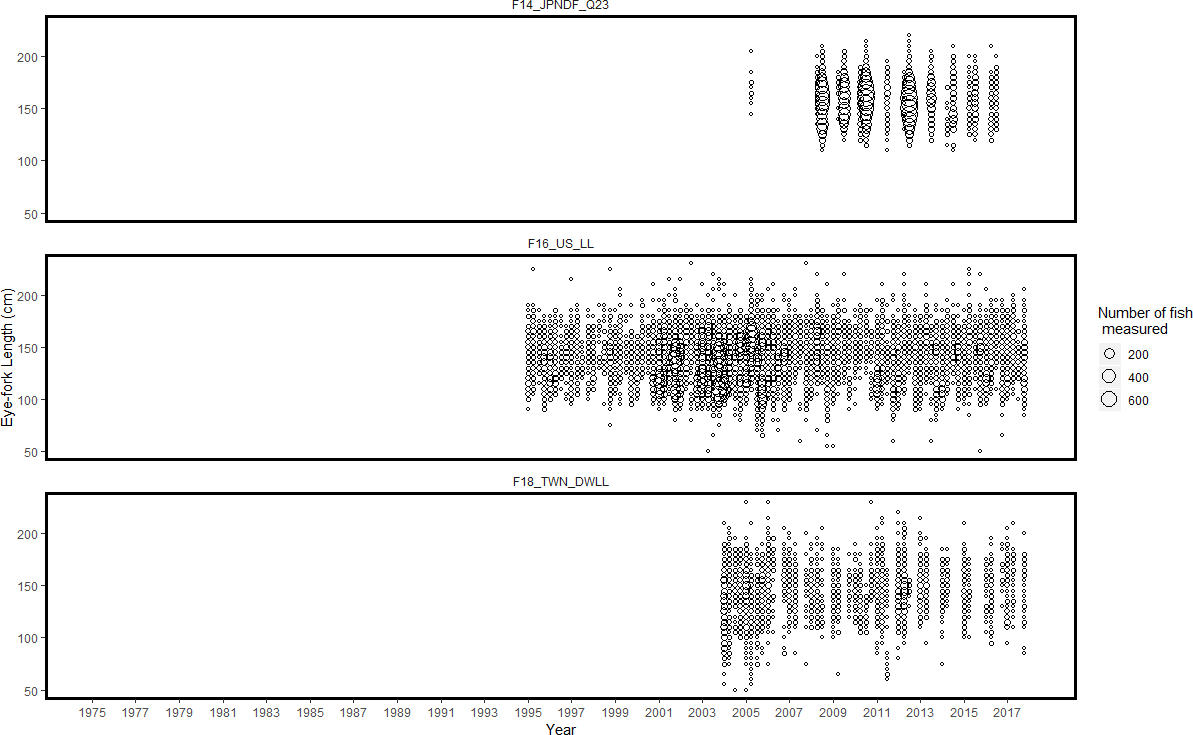 F14_JPNDF_Q23
200
150
100
50
F16_US_LL
200
150
100
50
Eye-fork Length (cm)
F18_TWN_DWLL
200
150
100
50
1975 1977 1979 1981 1983 1985 1987 1989 1991 1993 1995 1997 1999 2001 2003 2005 2007 2009 2011 2013 2015 2017
Year
Number of fish
measured
200
400
600